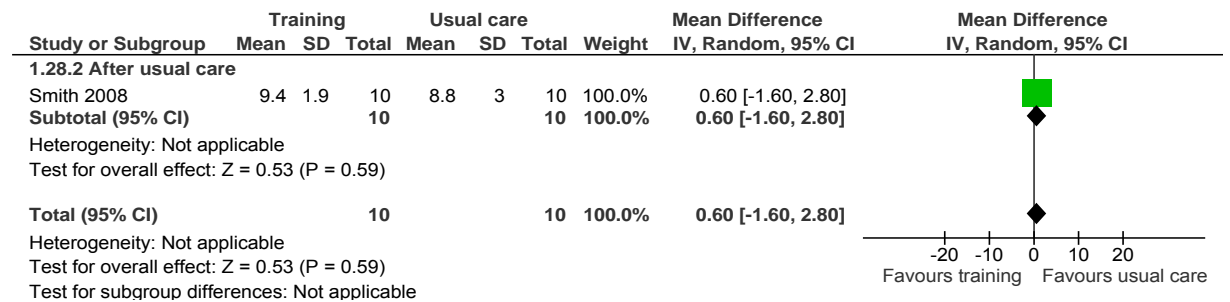 Training Usual care Mean Difference Mean Difference
Study or Subgroup Mean SD Total Mean SD Total Weight IV, Random, 95% CI IV, Random, 95% CI
1.28.2 After usual care
Smith 2008 9.4 1.9 10 8.8 3 10 100.0% 0.60 [-1.60, 2.80]
Subtotal (95% CI) 10 10 100.0% 0.60 [-1.60, 2.80]
Heterogeneity: Not applicable
Test for overall effect: Z = 0.53 (P = 0.59)
Total (95% CI) 10 10 100.0% 0.60 [-1.60, 2.80]
Heterogeneity: Not applicable
Test for overall effect: Z = 0.53 (P = 0.59)
Test for subgroup differences: Not applicable
-20 -10 0 10 20
Favours training Favours usual care